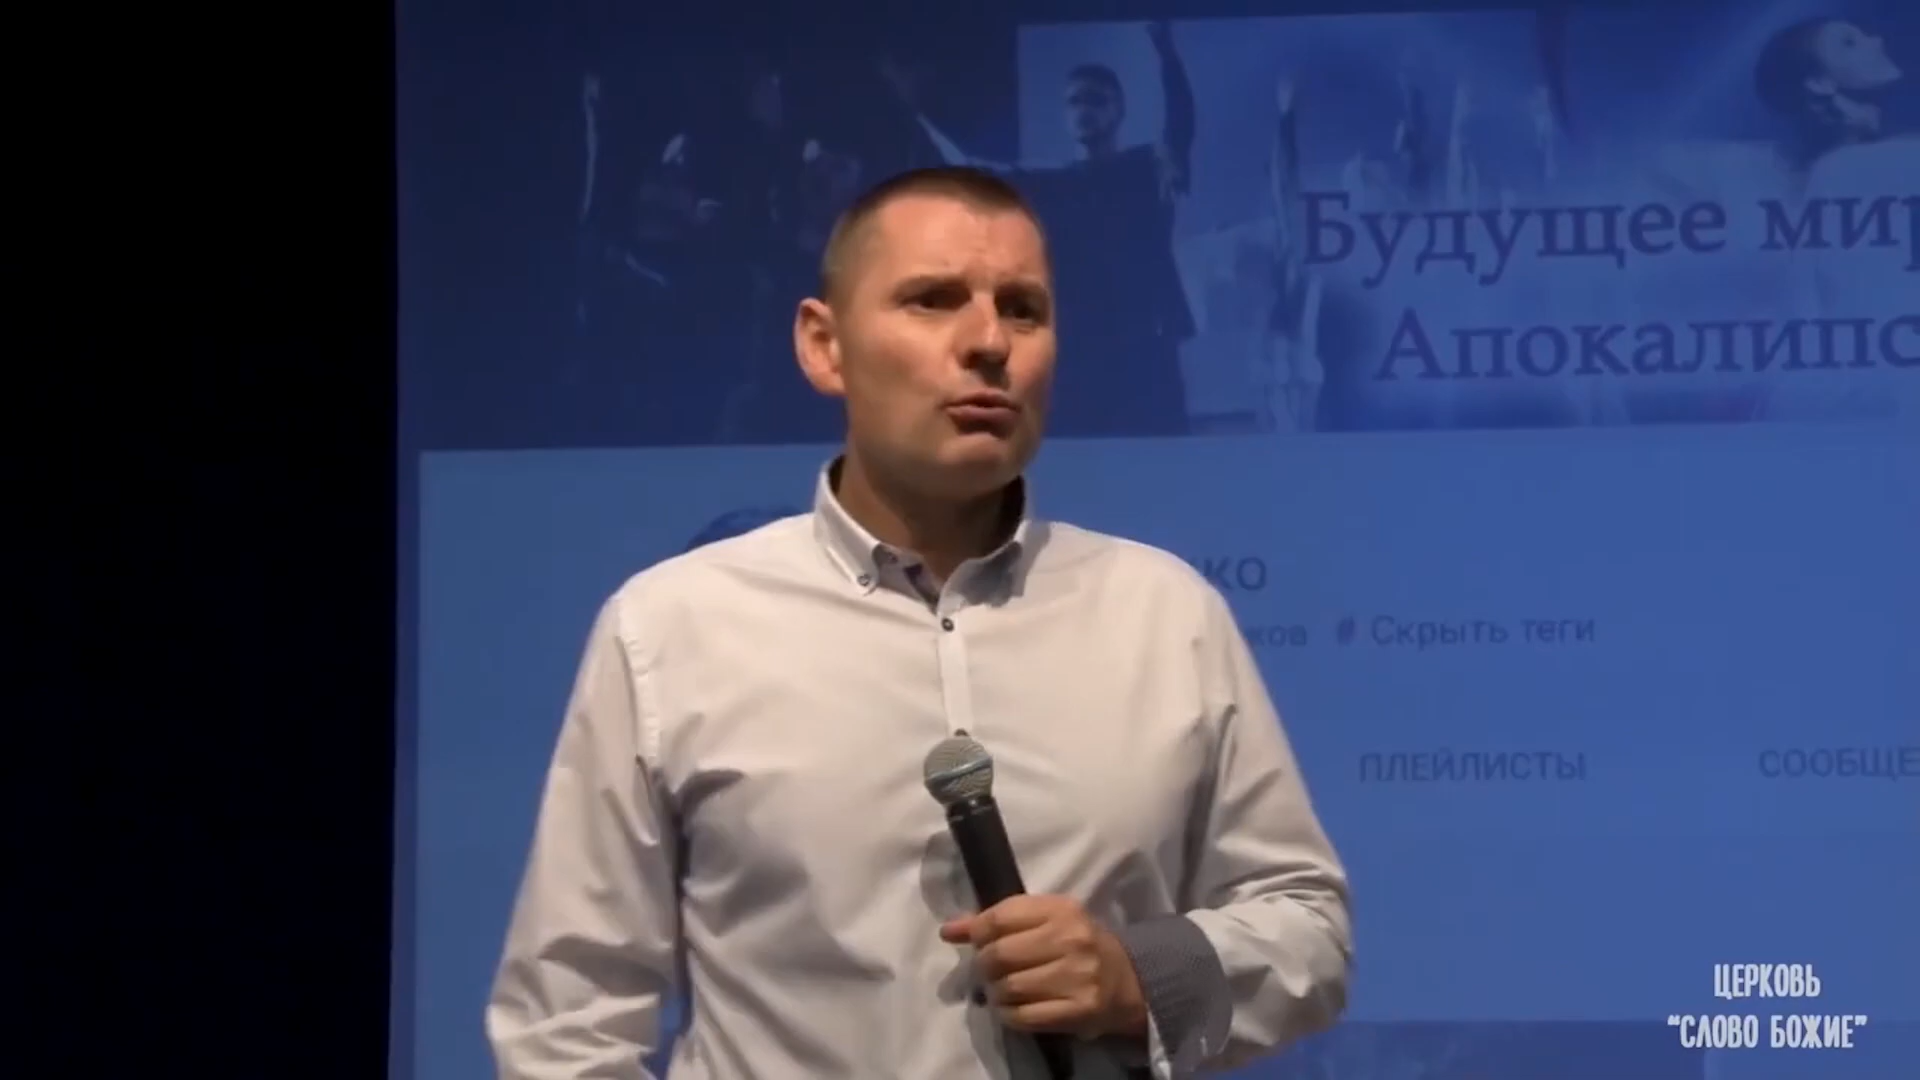 Будущее мир
Апокалипс
ко
ков # Скрыть теги
ПЛЕЙЛИСТЫ СООБЩЕ
ЦЕРКОВЬ
“СЛОВО БОЖИЕ”